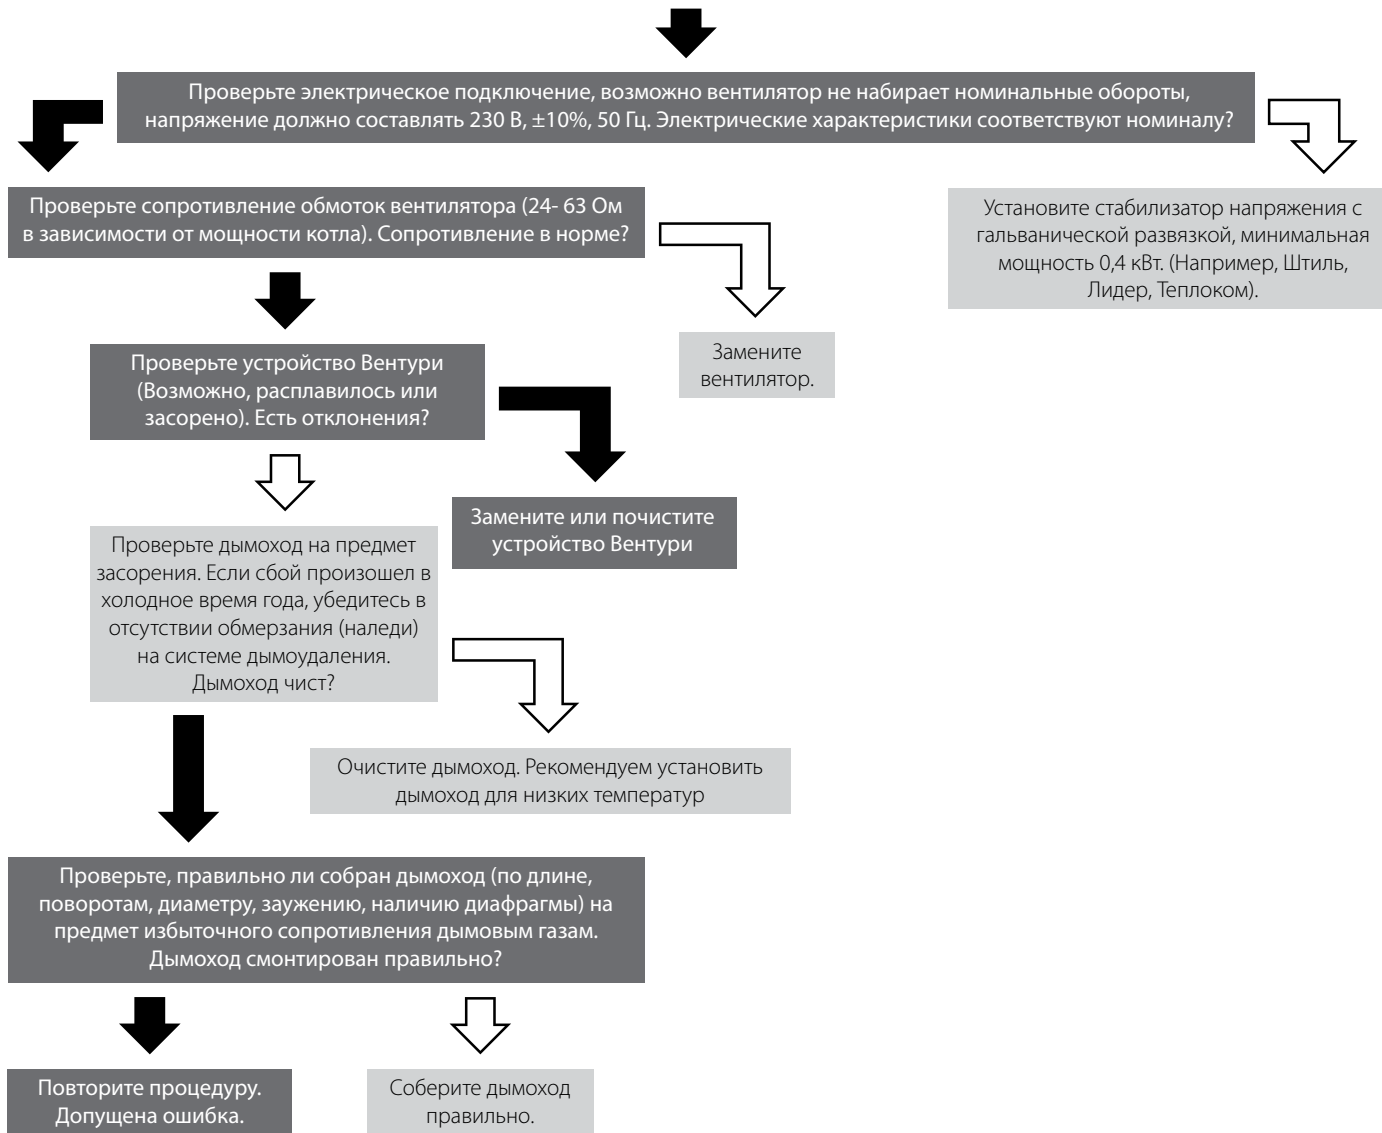 Проверьте электрическое подключение, возможно вентилятор не набирает номинальные обороты,
напряжение должно составлять 230 В, ±10%, 50 Гц. Электрические характеристики соответствуют номиналу?
Проверьте сопротивление обмоток вентилятора (24- 63 Ом
в зависимости от мощности котла). Сопротивление в норме?
Установите стабилизатор напряжения с
гальванической развязкой, минимальная
мощность 0,4 кВт. (Например, Штиль,
Лидер, Теплоком).
Замените
вентилятор.
Проверьте устройство Вентури
(Возможно, расплавилось или
засорено). Есть отклонения?
Замените или почистите
устройство Вентури
Проверьте дымоход на предмет
засорения. Если сбой произошел в
холодное время года, убедитесь в
отсутствии обмерзания (наледи)
на системе дымоудаления.
Дымоход чист?
Очистите дымоход. Рекомендуем установить
дымоход для низких температур
Проверьте, правильно ли собран дымоход (по длине,
поворотам, диаметру, заужению, наличию диафрагмы) на
предмет избыточного сопротивления дымовым газам.
Дымоход смонтирован правильно?
Повторите процедуру.
Допущена ошибка.
Соберите дымоход
правильно.